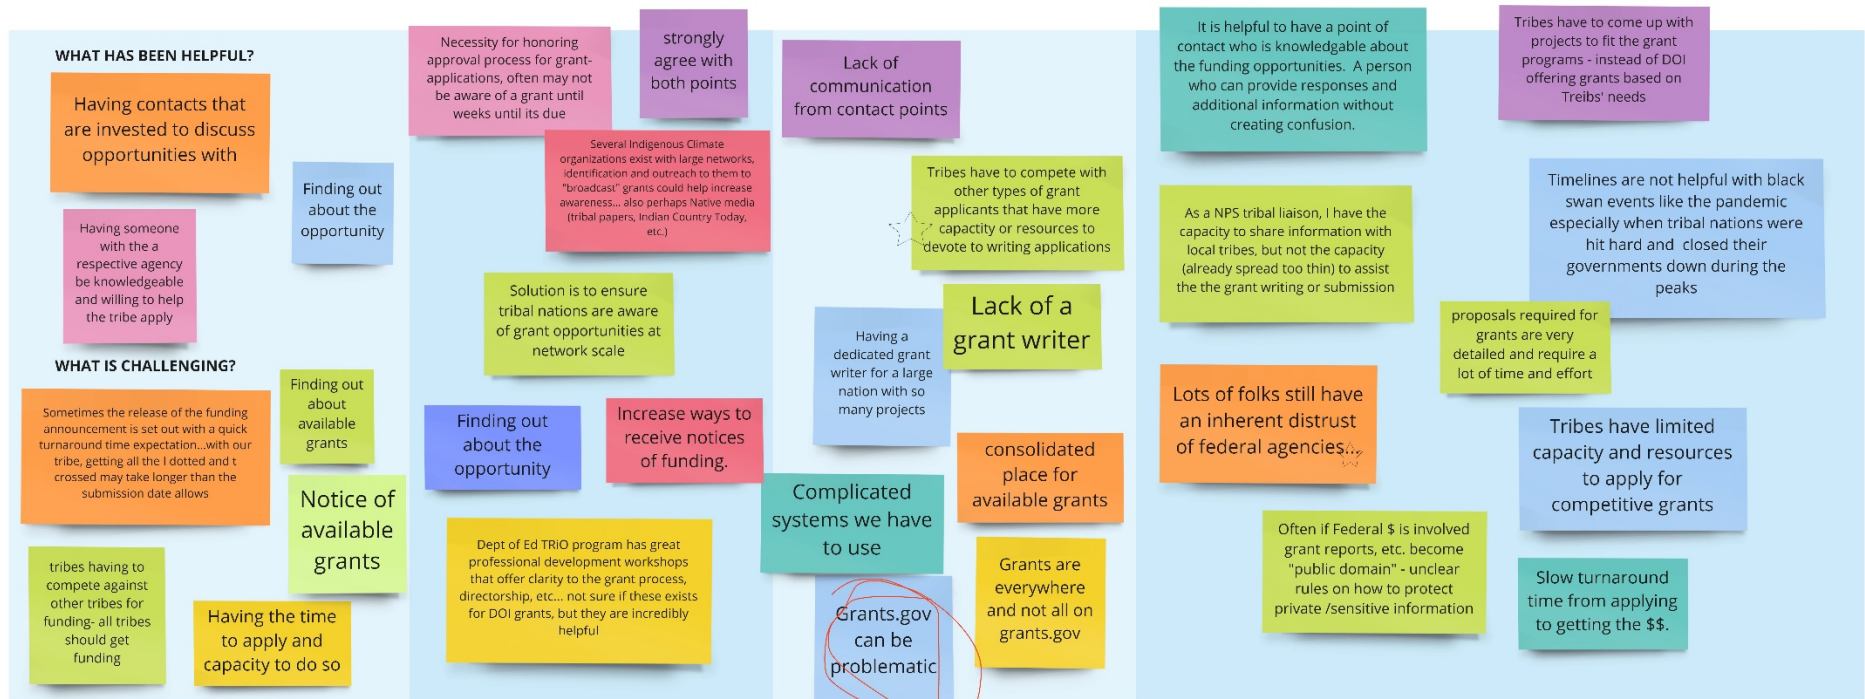 WHAT HAS BEEN HELPFUL?
Having contacts that
are invested to discuss
opportunities with
Finding out
about the
opportunity
Having someone
with the a
respective agency
be knowledgeable
and willing to help
the tribe apply
WHAT IS CHALLENGING?
Sometimes the release of the funding
announcement is set out with a quick
turnaround time expectation...with our
tribe, getting all the I dotted and t
crossed may take longer than the
submission date allows
Finding out
about
available
grants
Notice of
available
grants
tribes having to
compete against
other tribes for
funding- all tribes
should get
funding
Having the time
to apply and
capacity to do so
Necessity for honoring
approval process for grant-
applications, often may not
be aware of a grant until
weeks until its due
strongly
agree with
both points
Several Indigenous Climate
organizations exist with large networks,
identification and outreach to them to
"broadcast" grants could help increase
awareness... also perhaps Native media
(tribal papers, Indian Country Today,
etc.)
Solution is to ensure
tribal nations are aware
of grant opportunities at
network scale
Finding out
about the
opportunity
Increase ways to
receive notices
of funding.
Dept of Ed TRiO program has great
professional development workshops
that offer clarity to the grant process,
directorship, etc... not sure if these exists
for DOI grants, but they are incredibly
helpful
Lack of
communication
from contact points
Tribes have to compete with
other types of grant
applicants that have more
capactity or resources to
devote to writing applications
Lack of a
grant writer
Having a
dedicated grant
writer for a large
nation with so
many projects
consolidated
place for
available grants
Complicated
systems we have
to use
Grants.gov
can be
problematic
Grants are
everywhere
and not all on
grants.gov
It is helpful to have a point of
contact who is knowledgable about
the funding opportunities.  A person
who can provide responses and
additional information without
creating confusion.
Tribes have to come up with
projects to fit the grant
programs - instead of DOI
offering grants based on
Treibs' needs
As a NPS tribal liaison, I have the
capacity to share information with
local tribes, but not the capacity
(already spread too thin) to assist
the the grant writing or submission
Timelines are not helpful with black
swan events like the pandemic
especially when tribal nations were
hit hard and  closed their
governments down during the
peaks
proposals required for
grants are very
detailed and require a
lot of time and effort
Lots of folks still have
an inherent distrust
of federal agencies...
Tribes have limited
capacity and resources
to apply for
competitive grants
Often if Federal $ is involved
grant reports, etc. become
"public domain" - unclear
rules on how to protect
private /sensitive information
Slow turnaround
time from applying
to getting the $$.